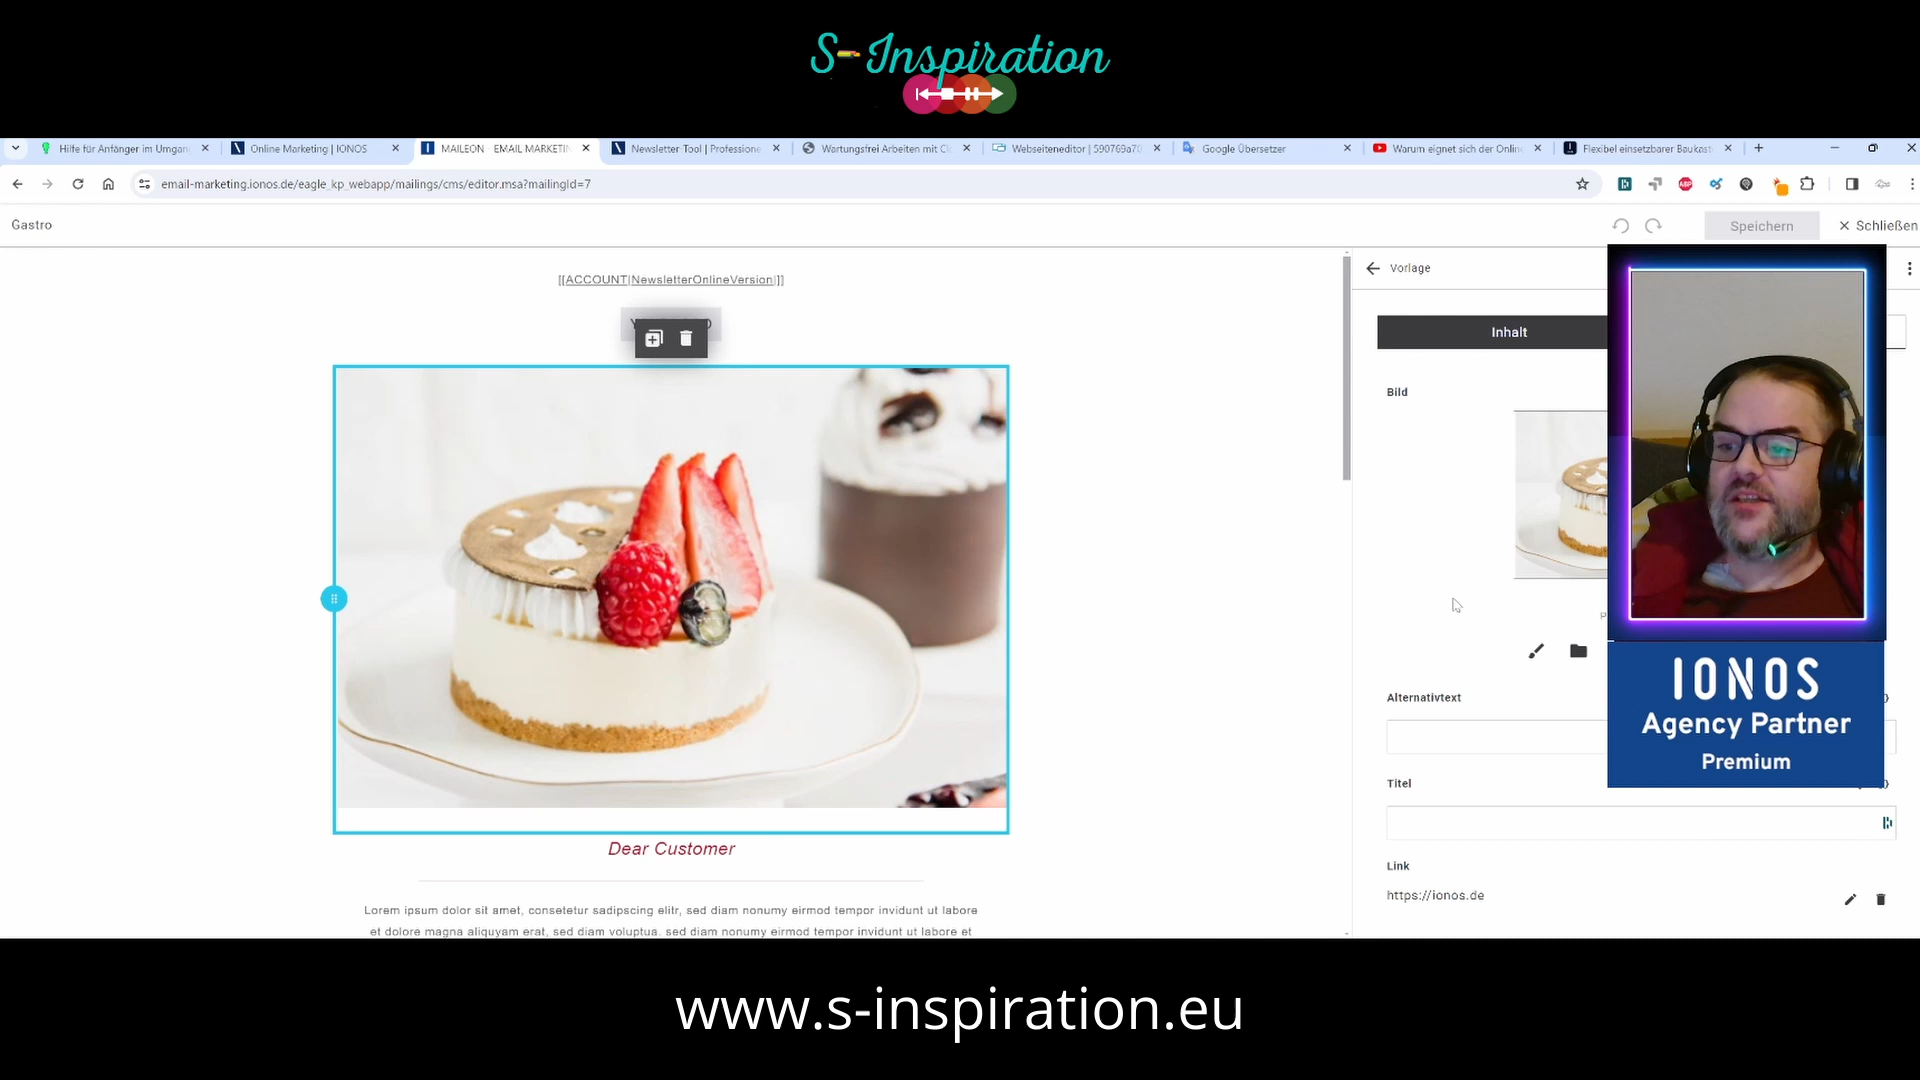 S-Inspiration
Hilfe für Anfänger im Umgan
Online Marketing | IONOS
MAILEON - EMAIL MARKETIN
Newsletter-Tool | Professione
Wartungsfrei Arbeiten mit C
Webseiteneditor | 590769a70
Google Übersetzer
Warum eignet sich der Onlin
Flexibel einsetzbarer Baukast
email-marketing.ionos.de/eagle_kp_webapp/mailings/cms/editor.msa?mailingId=7
ABP
Gastro
Speichern
Schließen
[[ACCOUNT|NewsletterOnlineVersion|]]
Vorlage
Inhalt
Bild
Alternativtext
Titel
Link
https://ionos.de
IONOS
Agency Partner
Premium
Dear Customer
Lorem ipsum dolor sit amet, consetetur sadipscing elitr, sed diam nonumy eirmod tempor invidunt ut labore
et dolore magna aliquyam erat, sed diam voluptua. sed diam nonumy eirmod tempor invidunt ut labore et
www.s-inspiration.eu